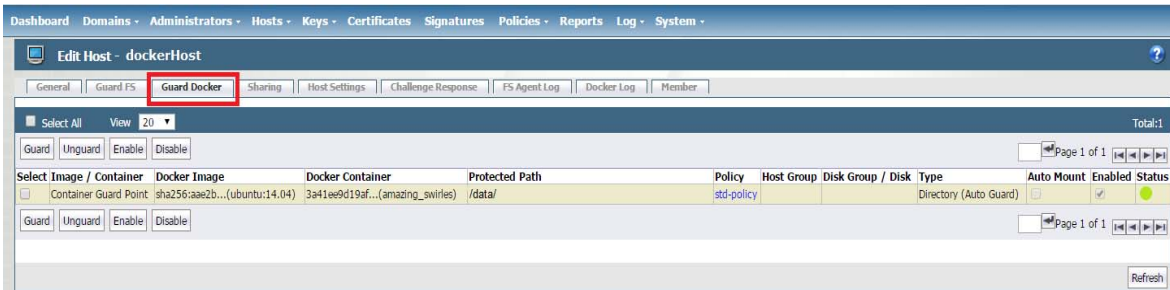 Dashboard Domains Administrators Hosts Keys Certificates Signatures Policies Reports Log System
Edit Host - dockerHost
?
General Guard FS Guard Docker Sharing Host Settings Challenge Response FS Agent Log Docker Log Member
Select All View 20 Total:1
Guard Unguard Enable Disable Page 1 of 1
Select Image / Container Docker Image Docker Container Protected Path Policy Host Group Disk Group / Disk Type Auto Mount Enabled Status
Container Guard Point sha256:aae2b...(ubuntu:14.04) 3a41ee9d19af...(amazing_swirles) /data/ std-policy Directory (Auto Guard)
Guard Unguard Enable Disable Page 1 of 1
Refresh